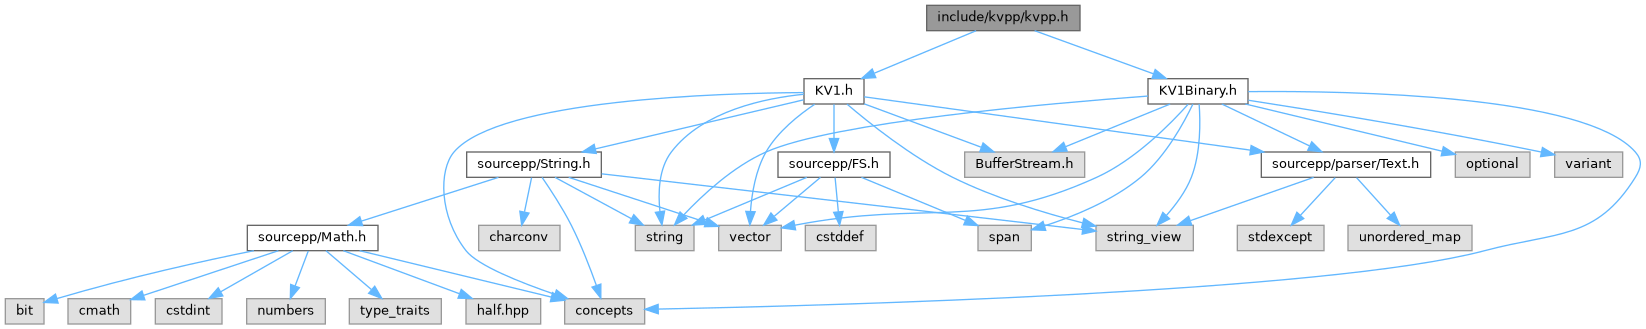 include/kvpp/kvpp.h
KV1.h
KV1Binary.h
sourcepp/String.h
sourcepp/FS.h
BufferStream.h
sourcepp/parser/Text.h
optional
variant
sourcepp/Math.h
charconv
string
vector
cstddef
span
string_view
stdexcept
unordered_map
bit
cmath
cstdint
numbers
type_traits
half.hpp
concepts